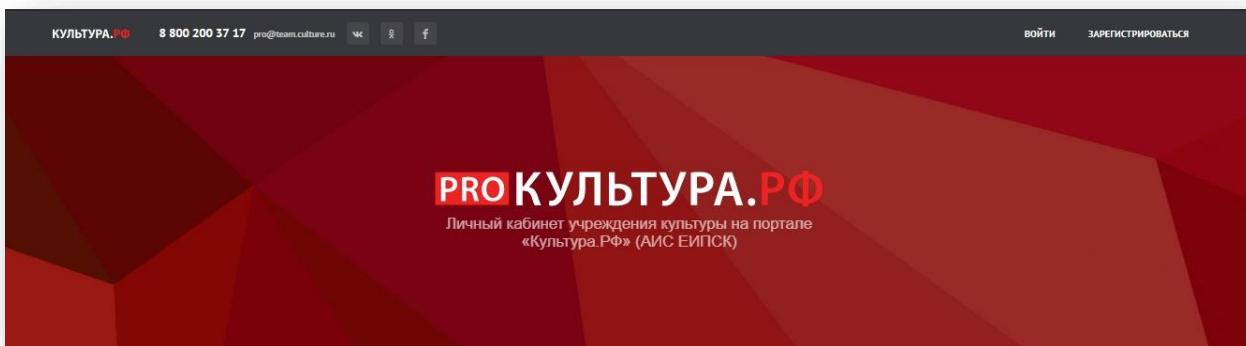 КУЛЬТУРА.РФ 8 800 200 37 17 pro@team.culture.ru ВОЙТИ ЗАРЕГИСТРИРОВАТЬСЯ
PRO КУЛЬТУРА.РФ
Личный кабинет учреждения культуры на портале
«Культура.РФ» (АИС ЕИПСК)